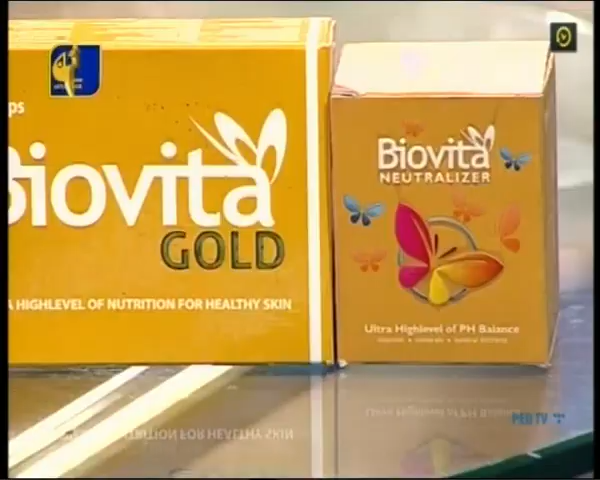 ps
Biovita
GOLD
A HIGHLEVEL OF NUTRITION FOR HEALTHY SKIN
Biovita
NEUTRALIZER
Ultra Highlevel of PH Balance
PEB TV